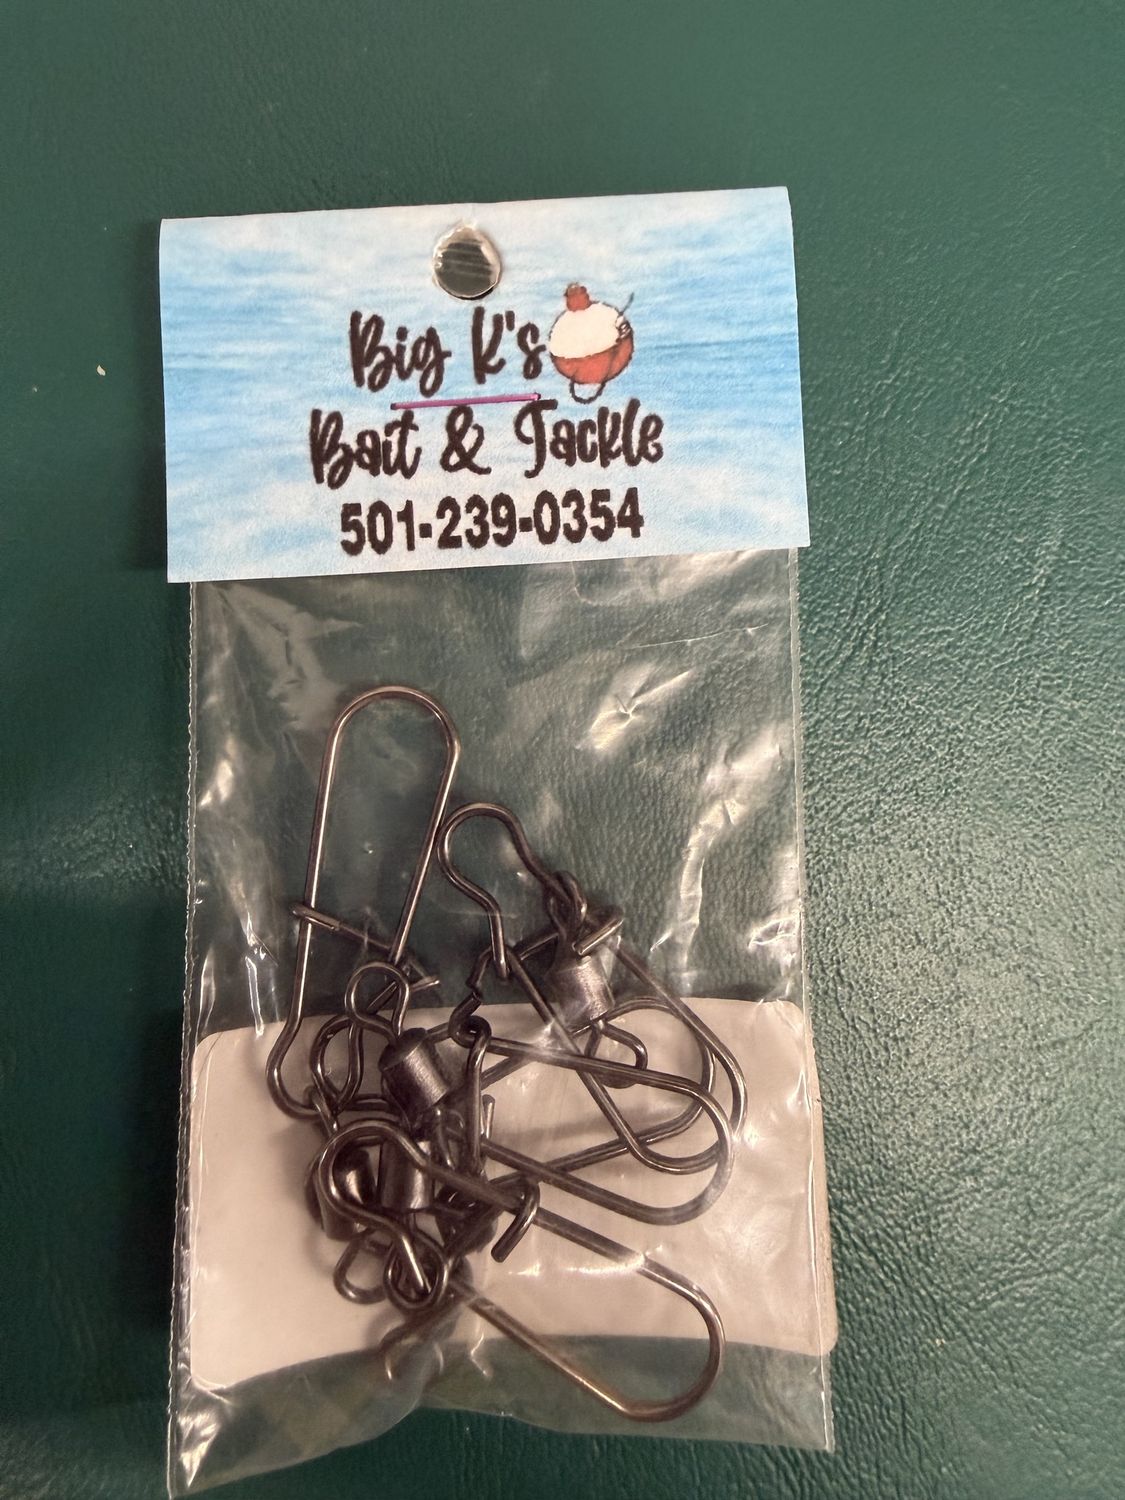 Big K's
Bait & Tackle
501-239-0354